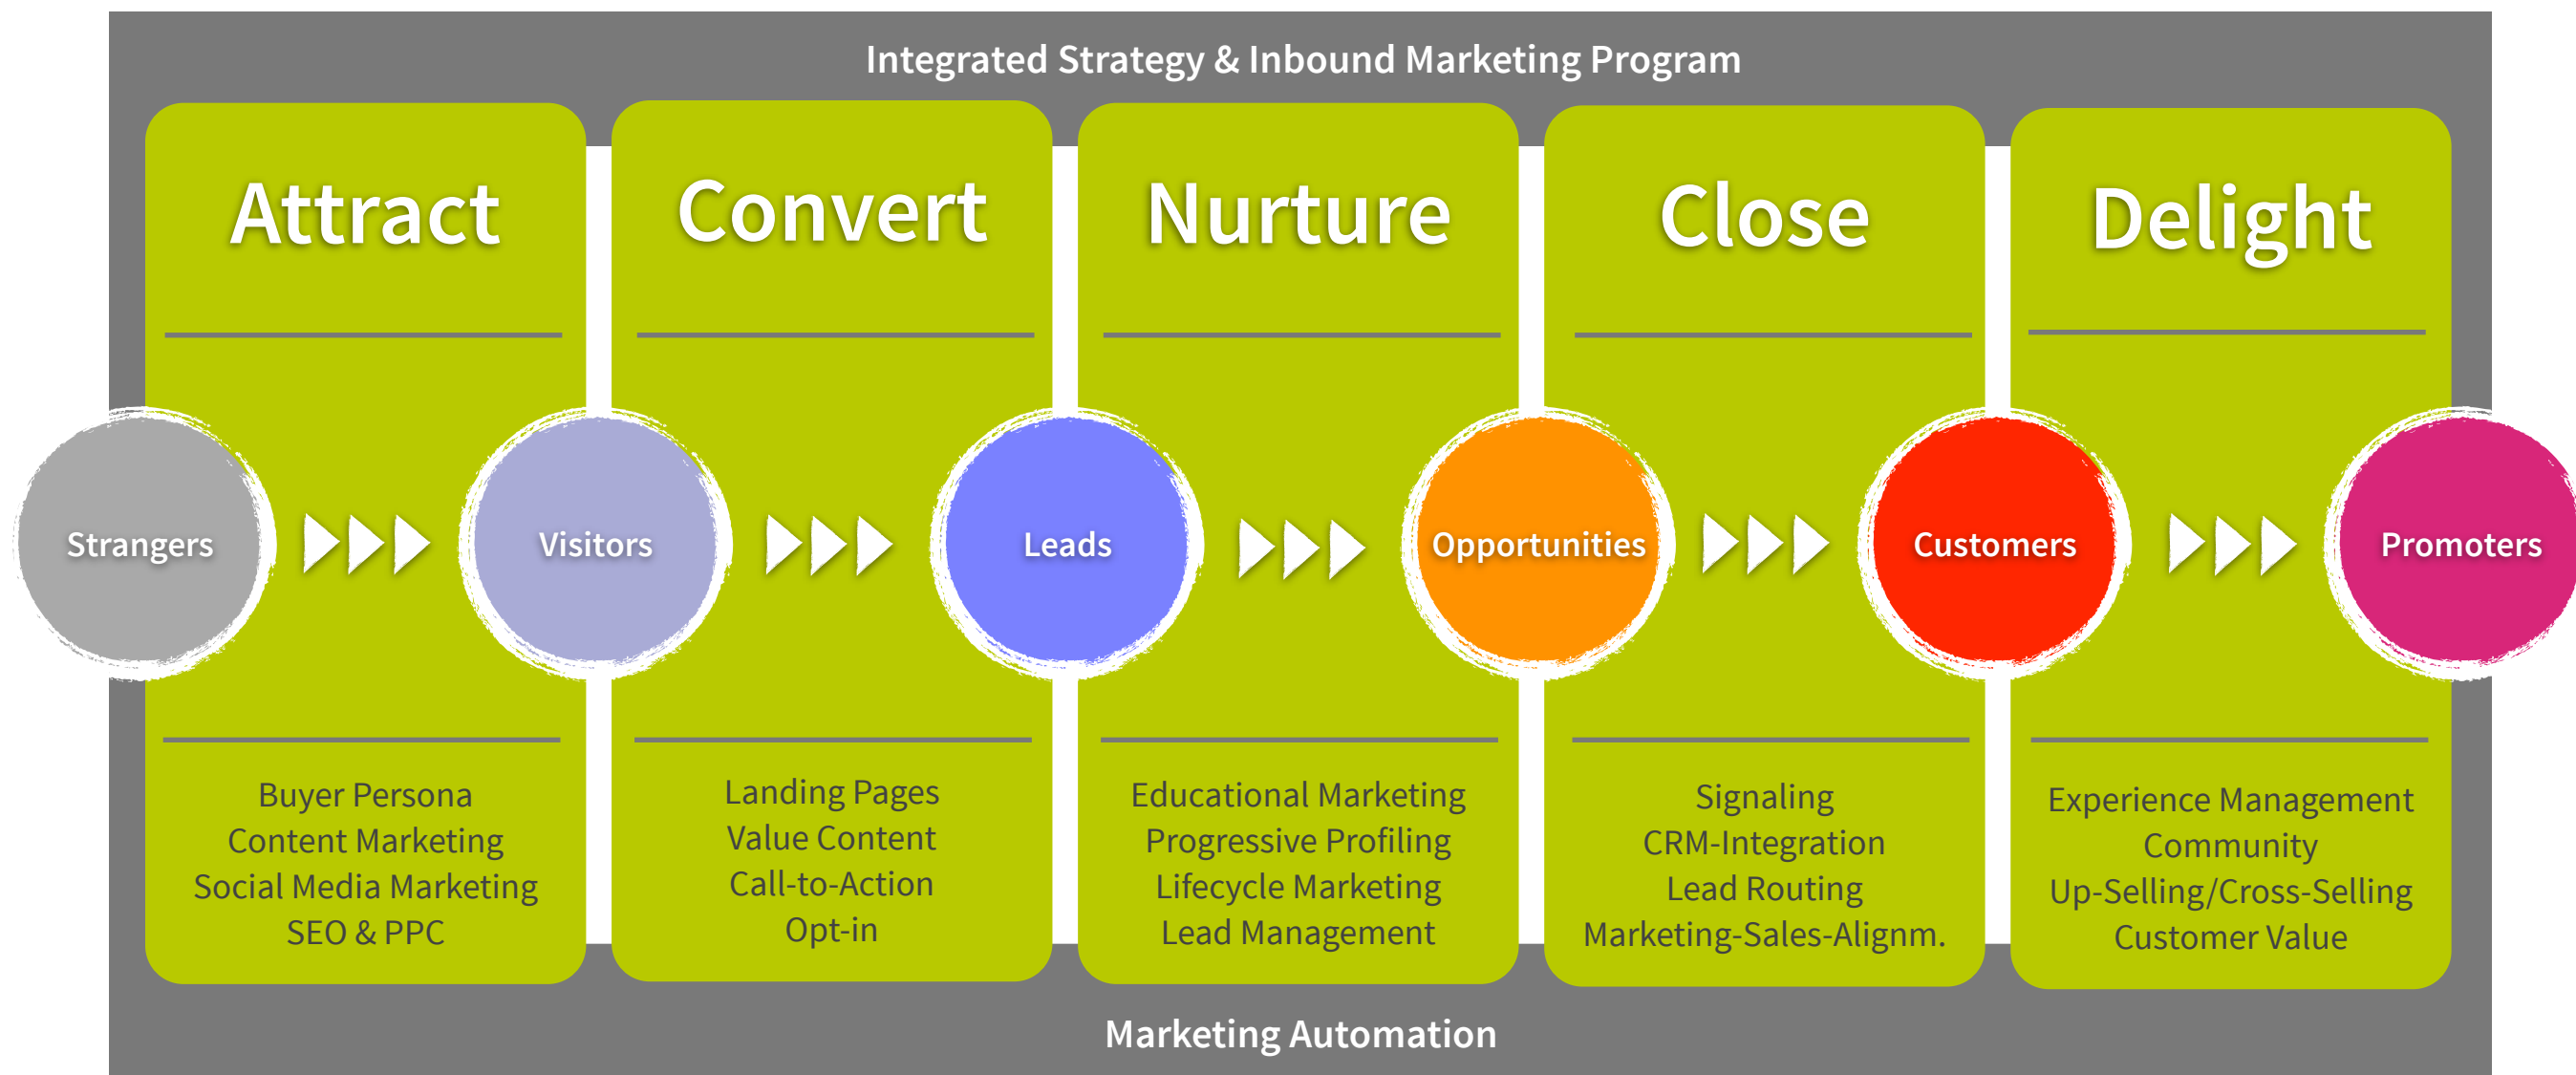 Integrated Strategy & Inbound Marketing Program
Attract
Convert
Nurture
Close
Delight
Strangers
Visitors
Leads
Opportunities
Customers
Promoters
Buyer Persona
Content Marketing
Social Media Marketing
SEO & PPC
Landing Pages
Value Content
Call-to-Action
Opt-in
Educational Marketing
Progressive Profiling
Lifecycle Marketing
Lead Management
Signaling
CRM-Integration
Lead Routing
Marketing-Sales-Alignm.
Experience Management
Community
Up-Selling/Cross-Selling
Customer Value
Marketing Automation